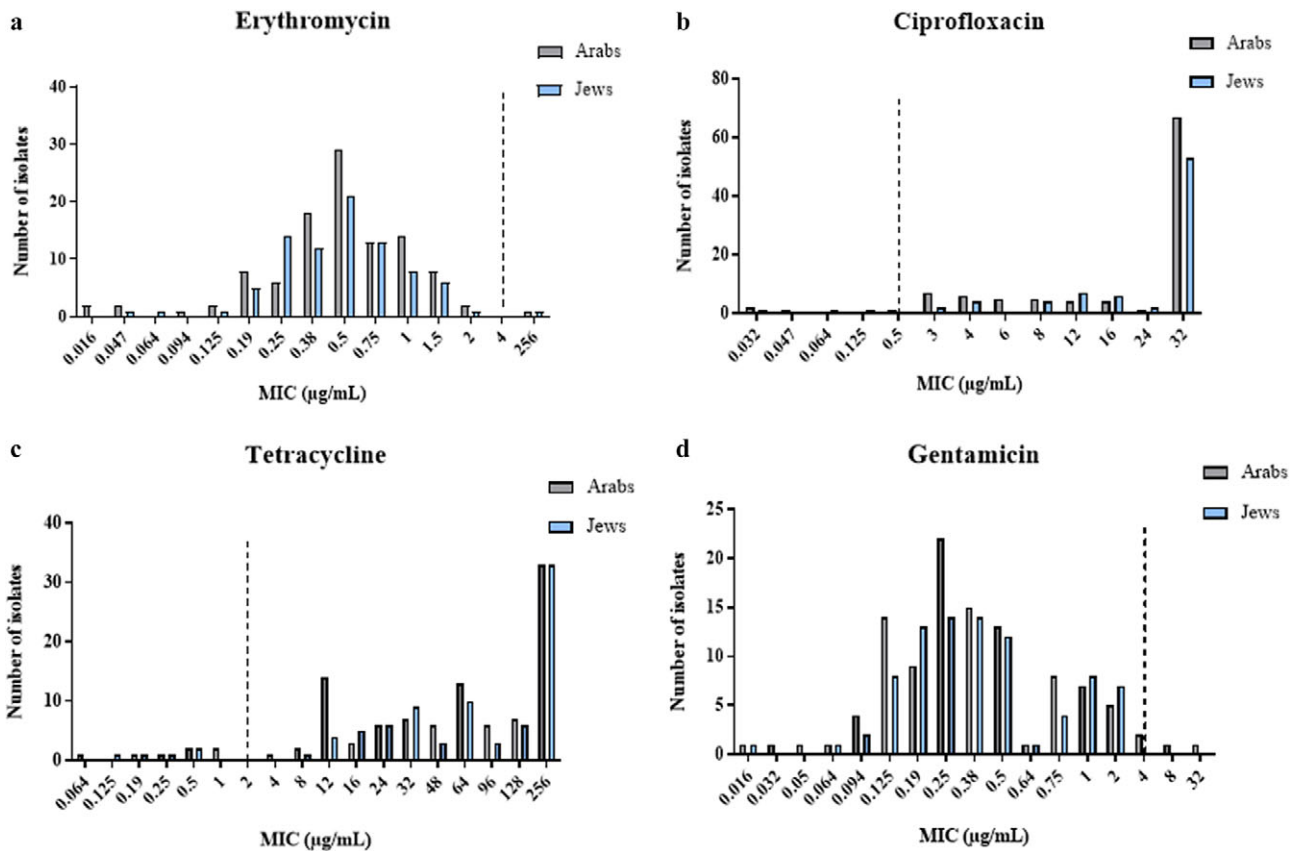 a
Erythromycin
Arabs
Jews
Number of isolates
40
30
20
10
0
0.016 0.047 0.064 0.094 0.125 0.19 0.25 0.38 0.5 0.75 1 1.5 2 4 256
MIC (µg/mL)
b
Ciprofloxacin
Arabs
Jews
Number of isolates
80
60
40
20
0
0.032 0.047 0.064 0.125 0.5 3 4 6 8 12 16 24 32
MIC (µg/mL)
c
Tetracycline
Arabs
Jews
Number of isolates
40
30
20
10
0
0.064 0.125 0.19 0.25 0.5 1 2 4 8 12 16 24 32 48 64 96 128 256
MIC (µg/mL)
d
Gentamicin
Arabs
Jews
Number of isolates
25
20
15
10
5
0
0.016 0.032 0.05 0.064 0.094 0.125 0.19 0.25 0.38 0.5 0.64 0.75 1 2 4 8 32
MIC (µg/mL)